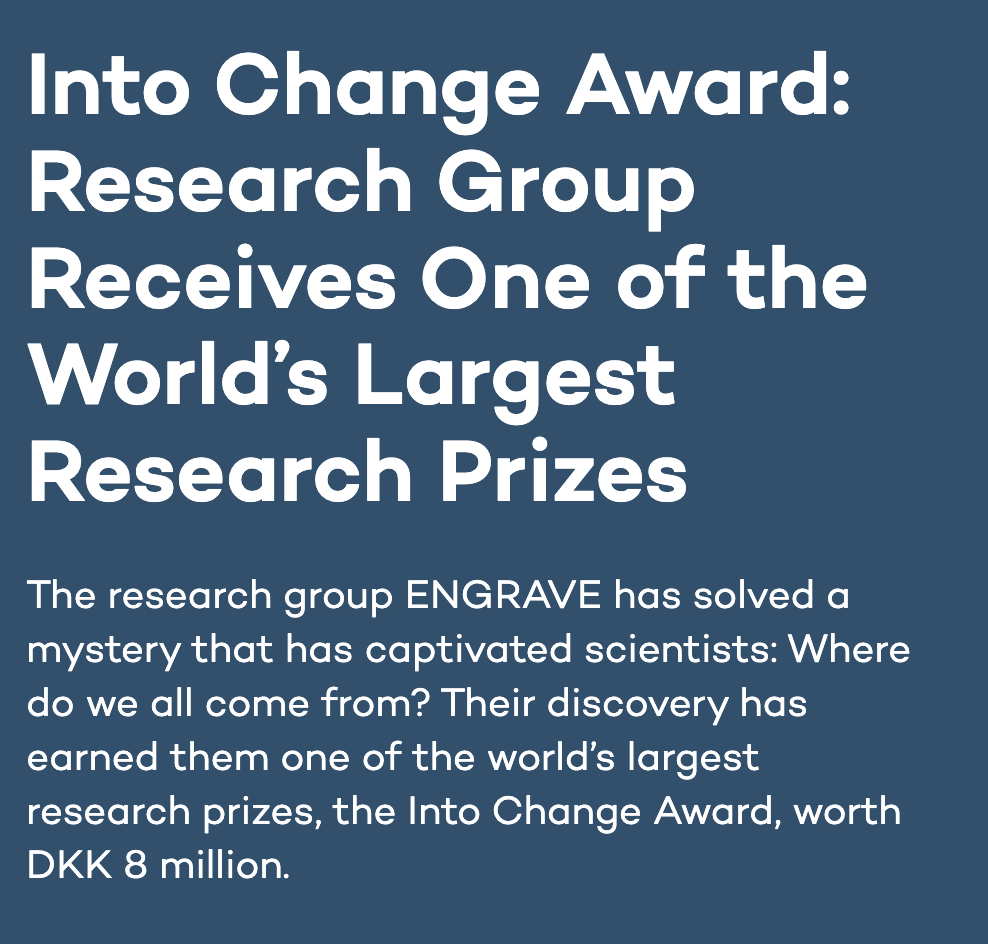 Into Change Award:
Research Group
Receives One of the
World’s Largest
Research Prizes
The research group ENGRAVE has solved a
mystery that has captivated scientists: Where
do we all come from? Their discovery has
earned them one of the world’s largest
research prizes, the Into Change Award, worth
DKK 8 million.